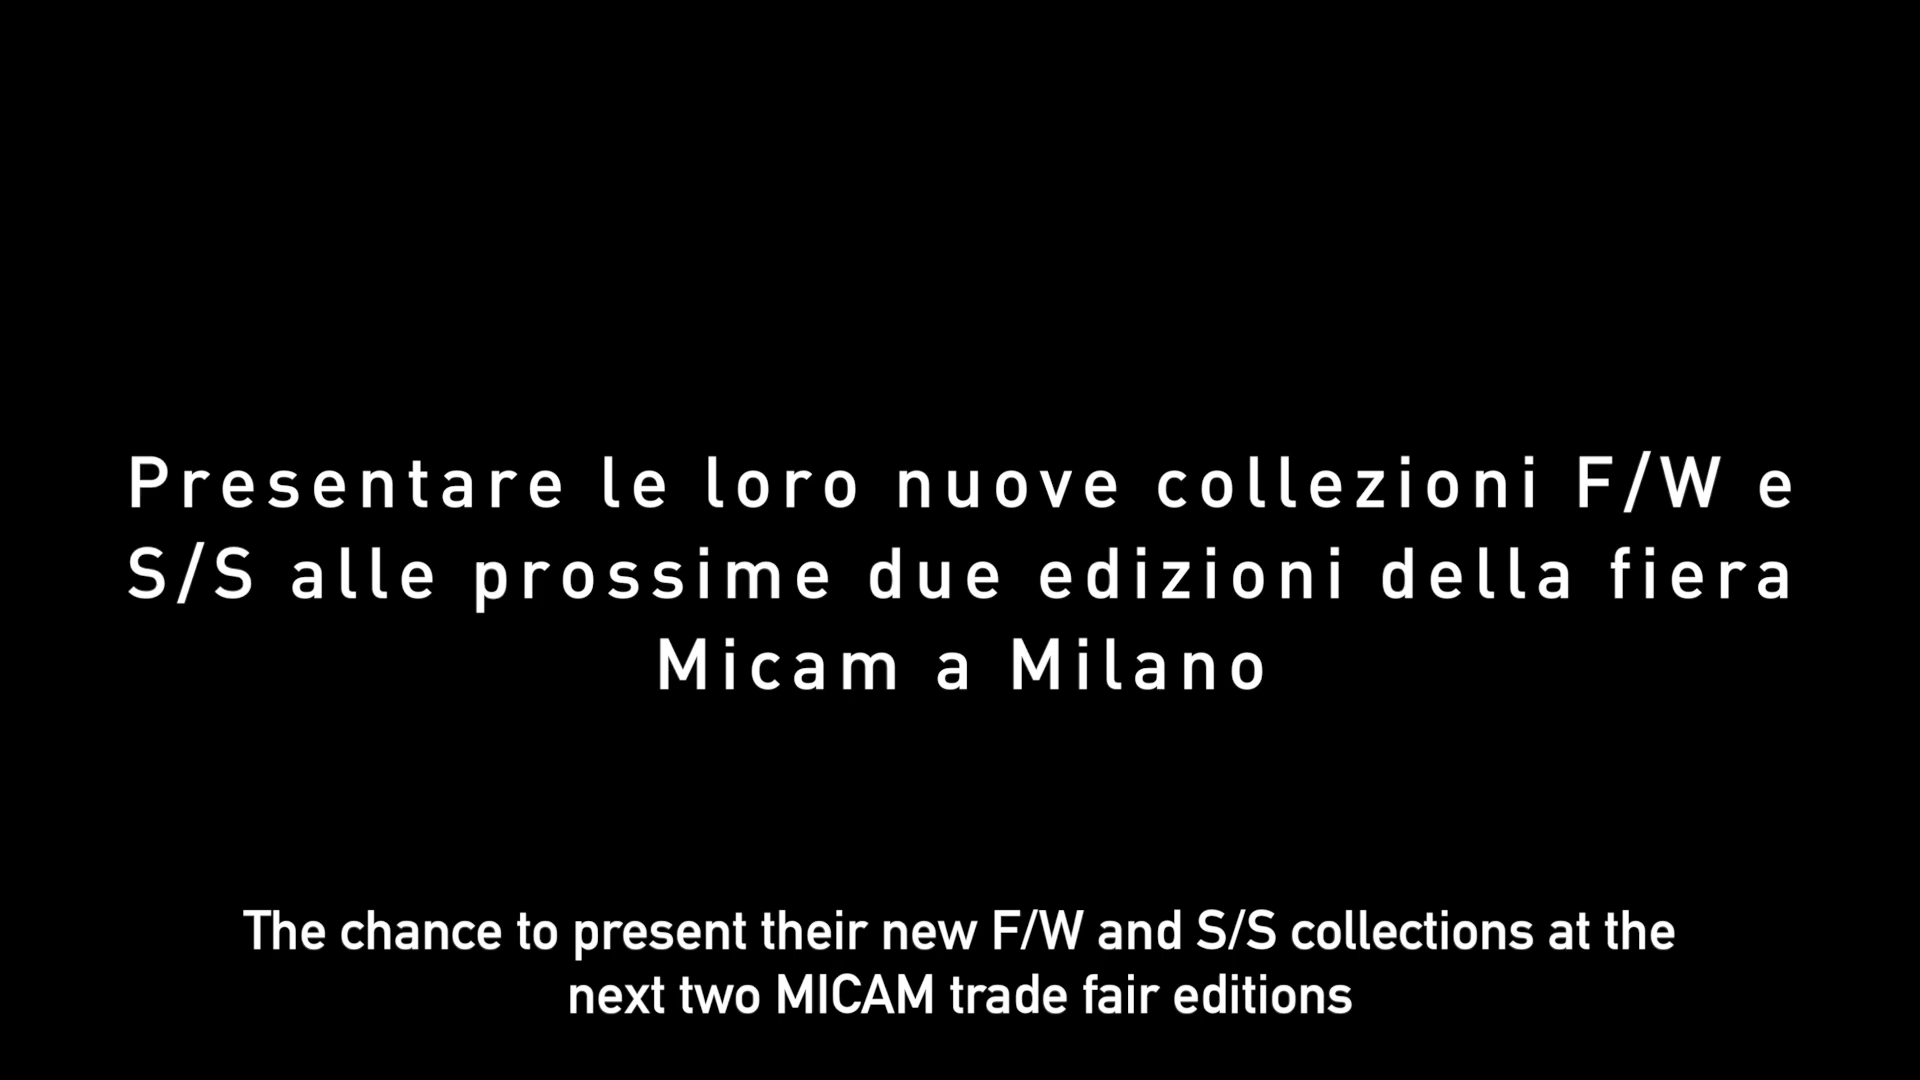 Presentare le loro nuove collezioni F/W e
S/S alle prossime due edizioni della fiera
Micam a Milano
The chance to present their new F/W and S/S collections at the
next two MICAM trade fair editions